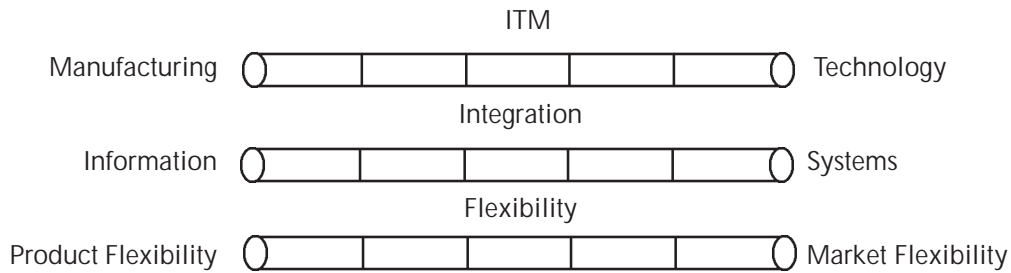 ITM
Manufacturing Technology
Integration
Information Systems
Flexibility
Product Flexibility Market Flexibility